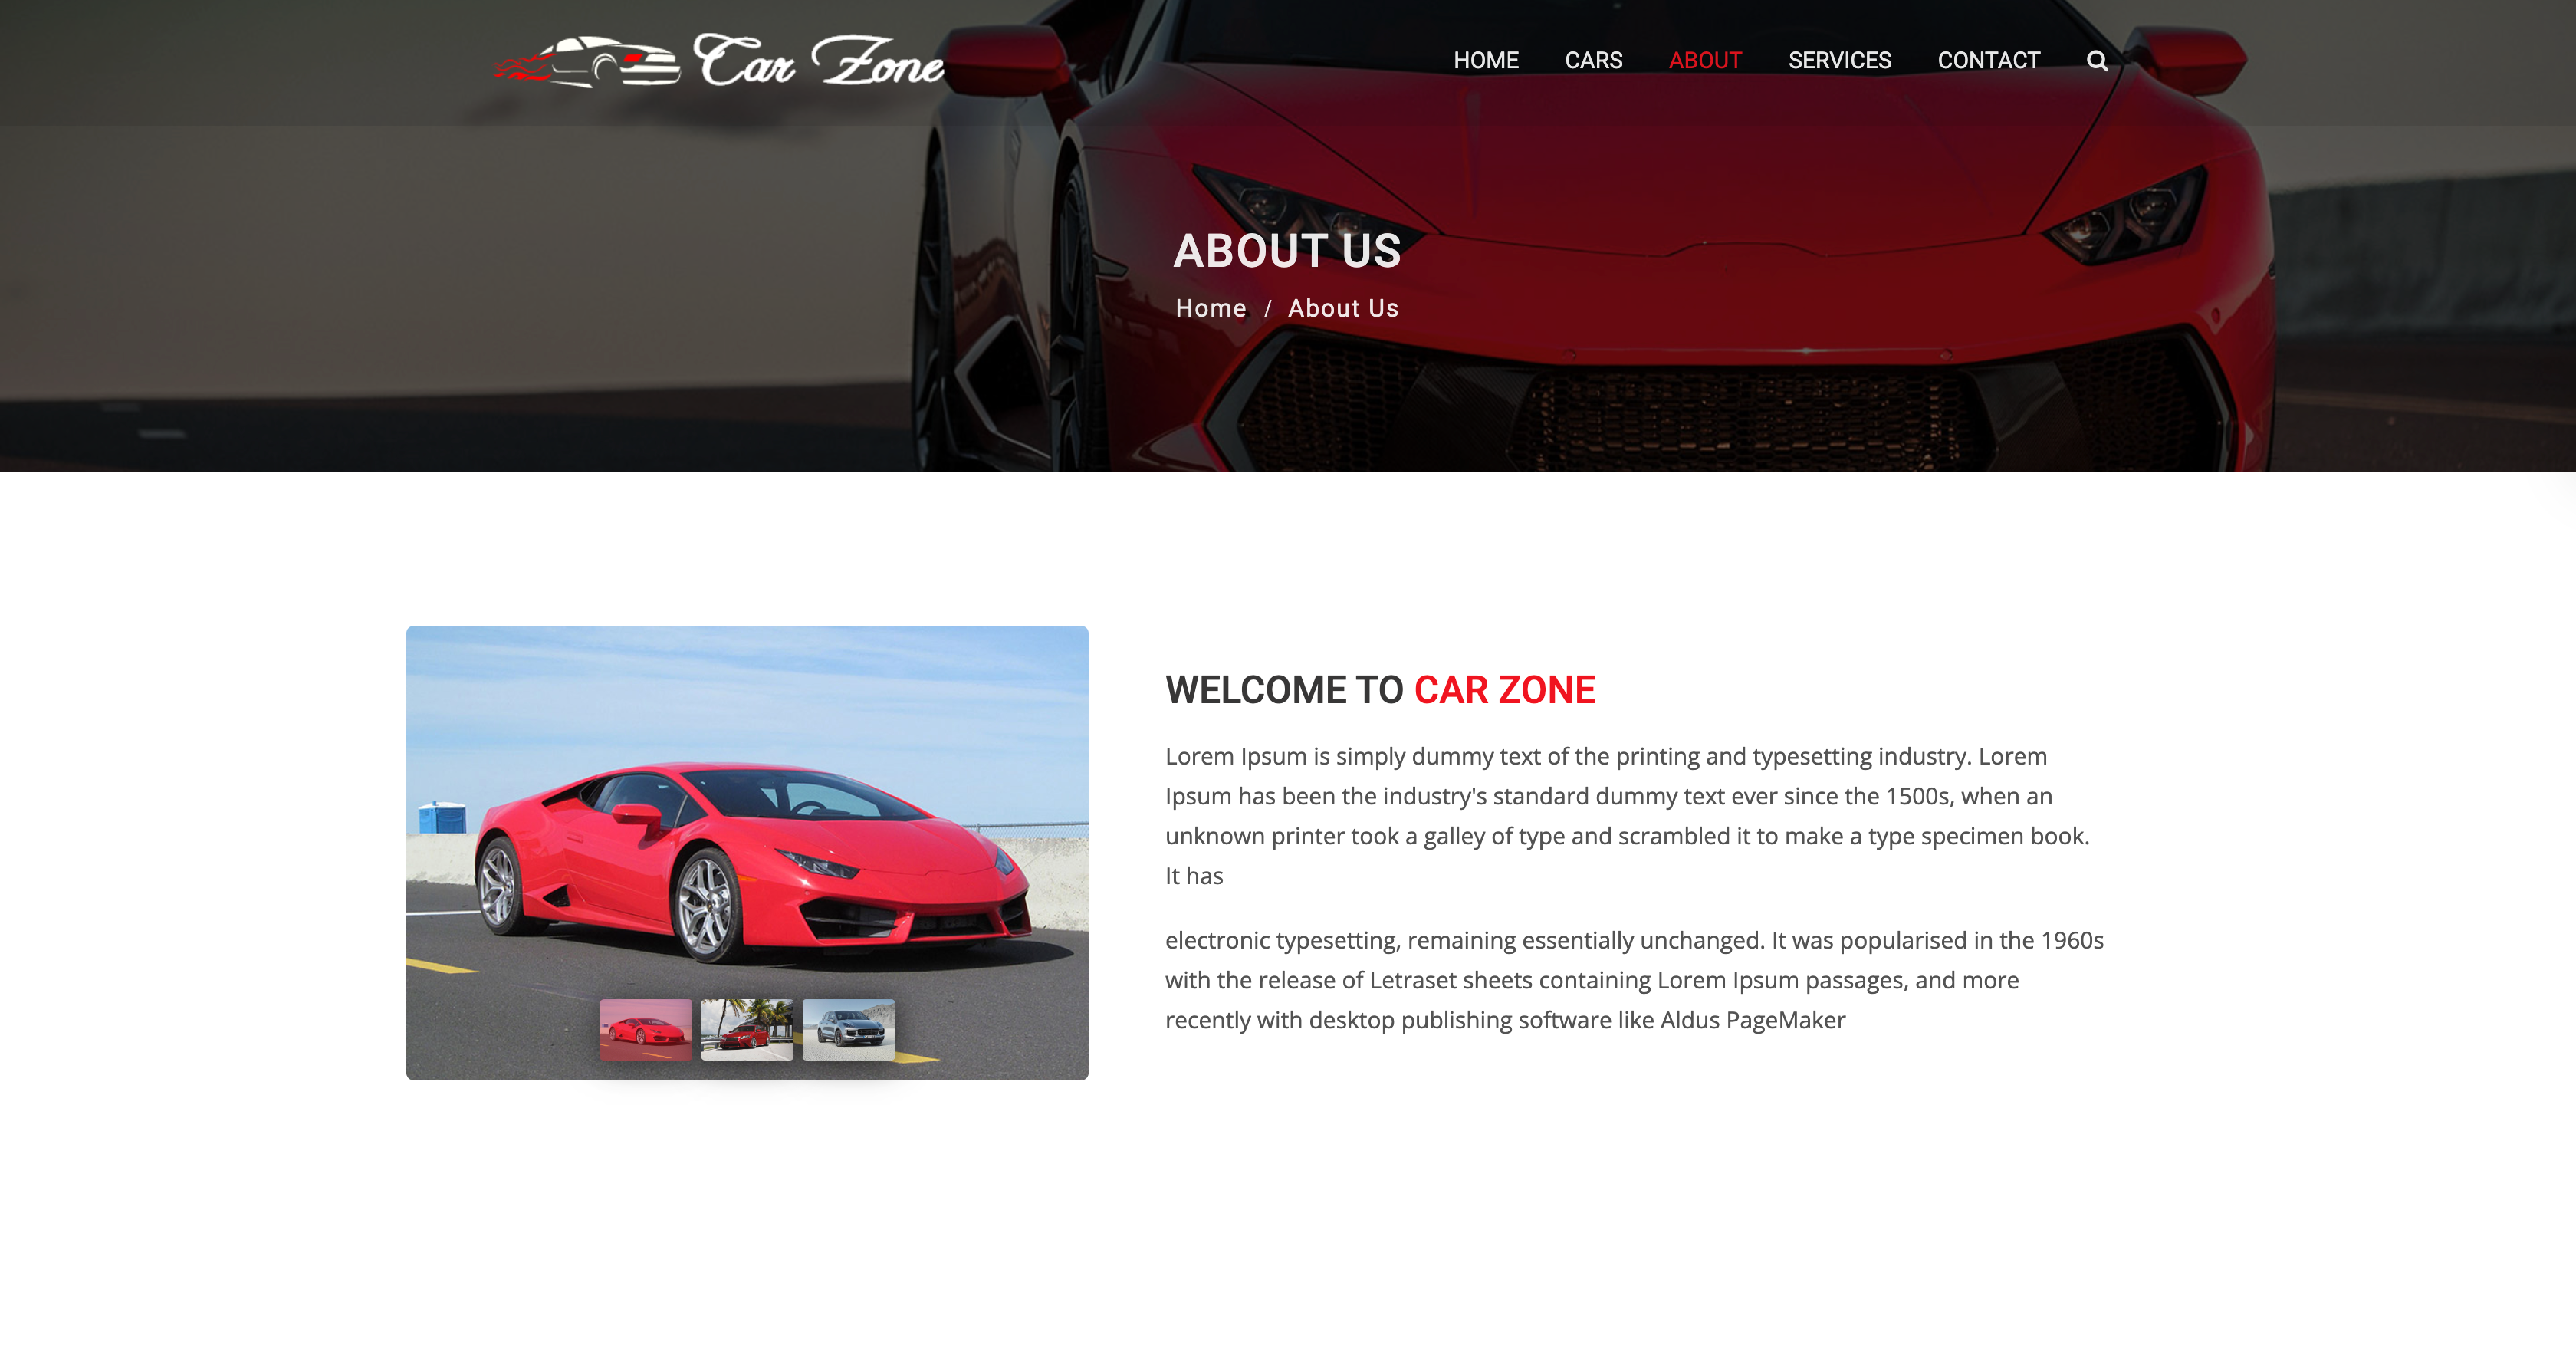 Car Zone
HOME CARS ABOUT SERVICES CONTACT
ABOUT US
Home / About Us
WELCOME TO CAR ZONE
Lorem Ipsum is simply dummy text of the printing and typesetting industry. Lorem
Ipsum has been the industry's standard dummy text ever since the 1500s, when an
unknown printer took a galley of type and scrambled it to make a type specimen book.
It has
electronic typesetting, remaining essentially unchanged. It was popularised in the 1960s
with the release of Letraset sheets containing Lorem Ipsum passages, and more
recently with desktop publishing software like Aldus PageMaker